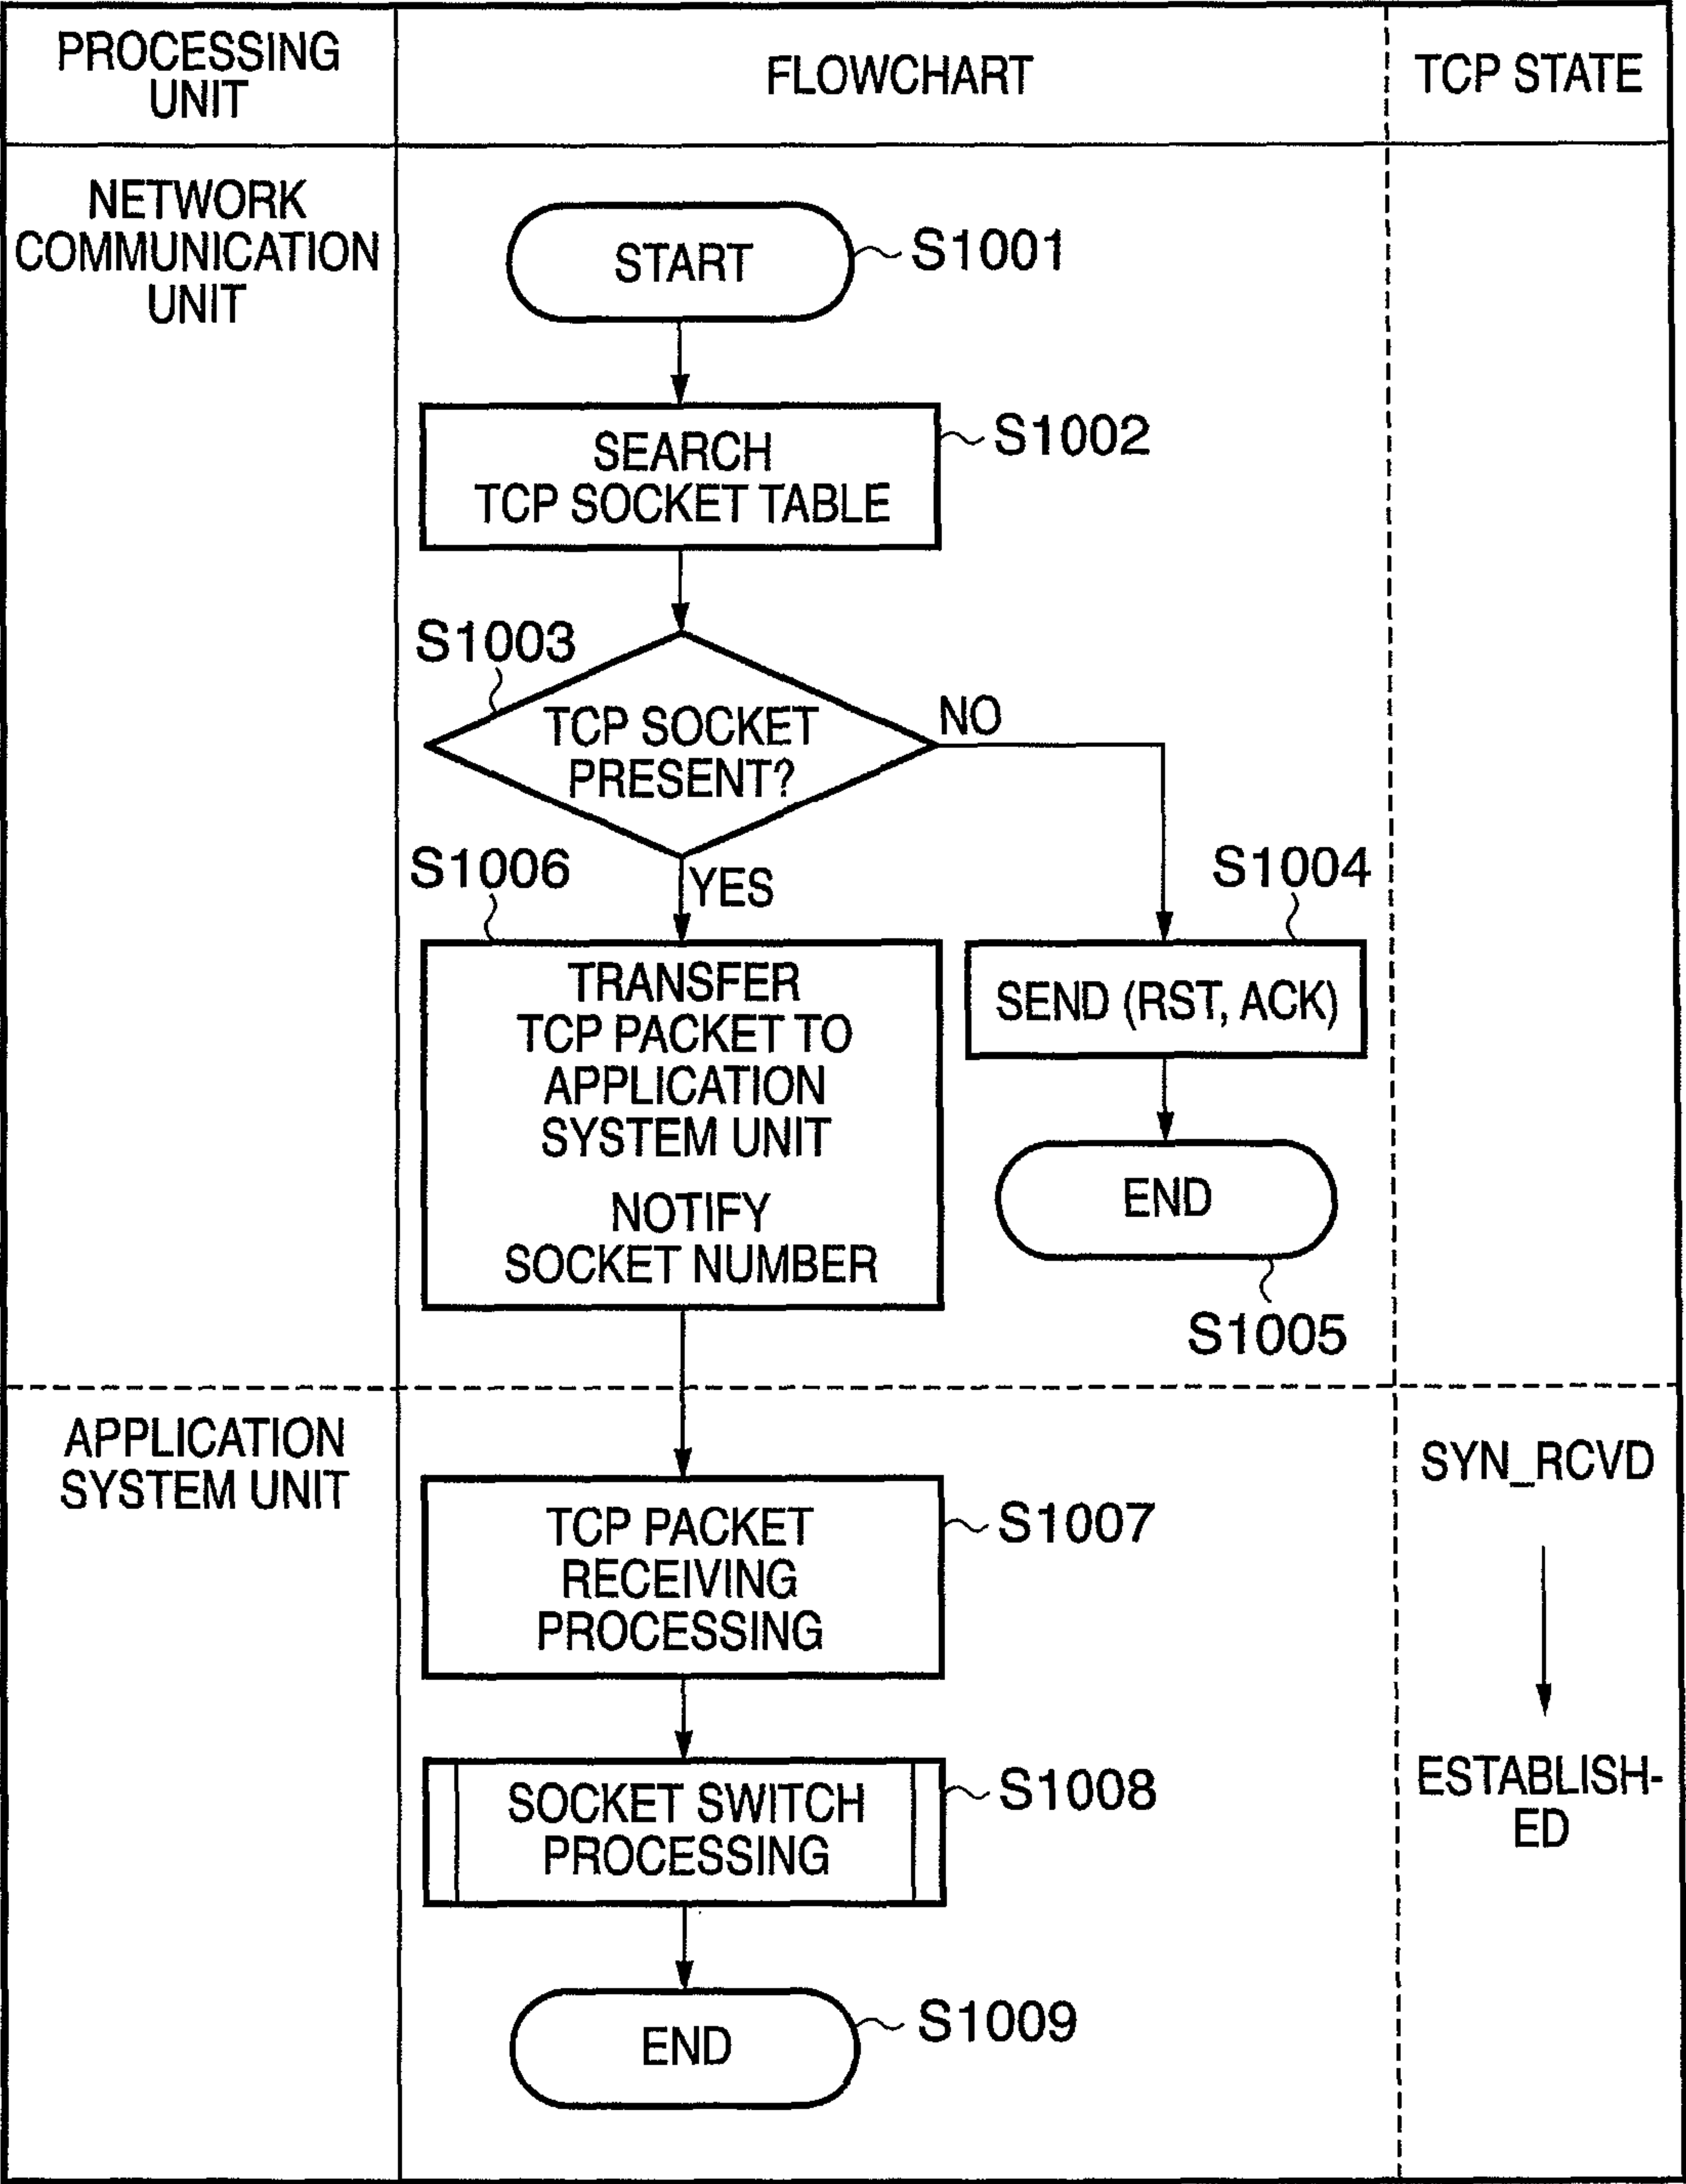 PROCESSING
UNIT
FLOWCHART
TCP STATE
NETWORK
COMMUNICATION
UNIT
START
S1001
SEARCH
TCP SOCKET TABLE
S1002
S1003
TCP SOCKET
PRESENT?
NO
YES
S1006
S1004
TRANSFER
TCP PACKET TO
APPLICATION
SYSTEM UNIT
NOTIFY
SOCKET NUMBER
SEND (RST, ACK)
END
S1005
APPLICATION
SYSTEM UNIT
SYN_RCVD
TCP PACKET
RECEIVING
PROCESSING
S1007
SOCKET SWITCH
PROCESSING
S1008
ESTABLISH-
ED
END
S1009